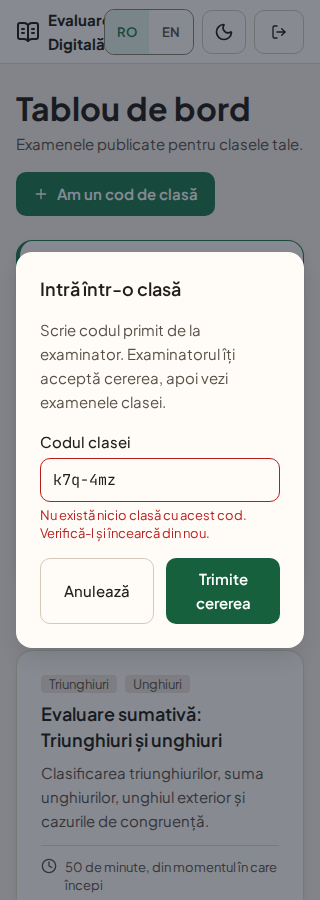 Evaluare
Digitală
RO
EN
Tablou de bord
Examenele publicate pentru clasele tale.
+ Am un cod de clasă
Intră într-o clasă
Scrie codul primit de la
examinator. Examinatorul îți
acceptă cererea, apoi vezi
examenele clasei.
Codul clasei
k7q-4mz
Nu există nicio clasă cu acest cod.
Verifică-l și încearcă din nou.
Anulează
Trimite
cererea
Triunghiuri
Unghiuri
Evaluare sumativă:
Triunghiuri și unghiuri
Clasificarea triunghiurilor, suma
unghiurilor, unghiul exterior și
cazurile de congruență.
50 de minute, din momentul în care
începi